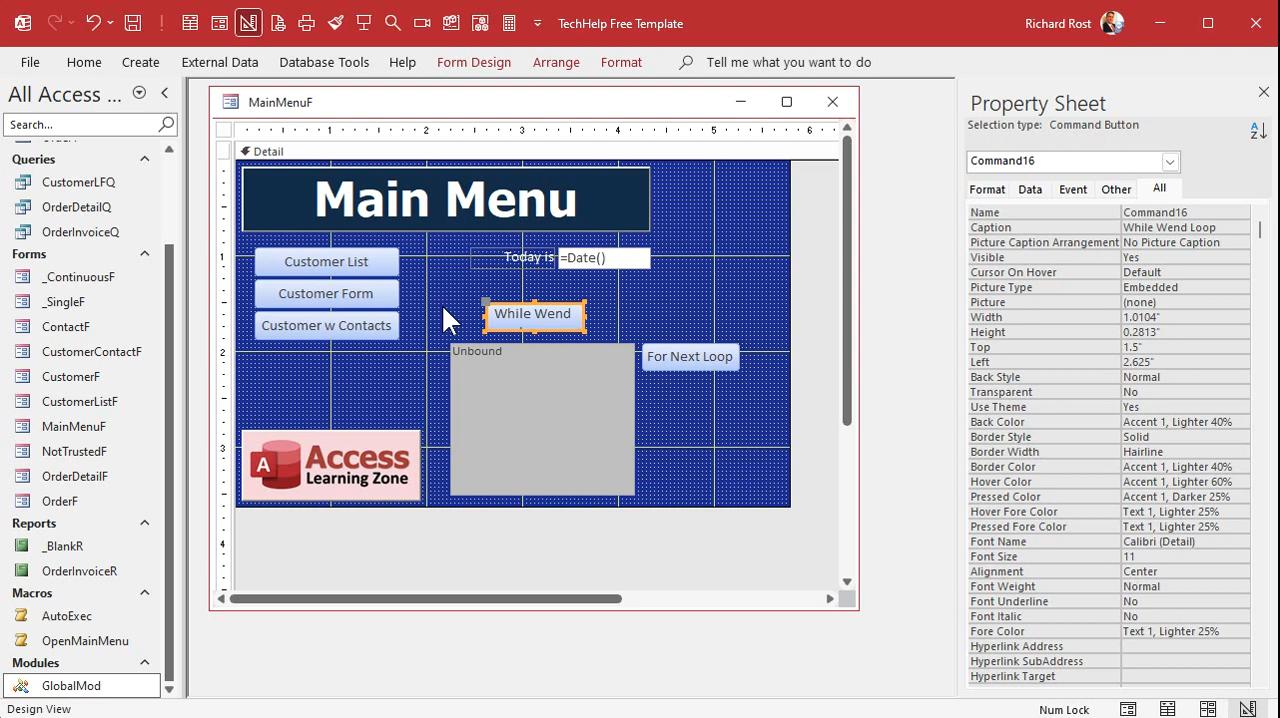 TechHelp Free Template
Richard Rost
File
Home
Create
External Data
Database Tools
Help
Form Design
Arrange
Format
Tell me what you want to do
All Access ...
Search...
Queries
CustomerLFQ
OrderDetailQ
OrderInvoiceQ
Forms
_ContinuousF
_SingleF
ContactF
CustomerContactF
CustomerF
CustomerListF
MainMenuF
NotTrustedF
OrderDetailF
OrderF
Reports
_BlankR
OrderInvoiceR
Macros
AutoExec
OpenMainMenu
Modules
GlobalMod
Design View
MainMenuF
1 2 3 4 5 6
Detail
Main Menu
1
2
3
4
Customer List
Customer Form
Customer w Contacts
Today is
=Date()
While Wend
Unbound
For Next Loop
A Access
Learning Zone
Property Sheet
Selection type: Command Button
A
Z
Command16
Format Data Event Other All
Name Command16
Caption While Wend Loop
Picture Caption Arrangement No Picture Caption
Visible Yes
Cursor On Hover Default
Picture Type Embedded
Picture (none)
Width 1.0104"
Height 0.2813"
Top 1.5"
Left 2.625"
Back Style Normal
Transparent No
Use Theme Yes
Back Color Accent 1, Lighter 40%
Border Style Solid
Border Width Hairline
Border Color Accent 1, Lighter 40%
Hover Color Accent 1, Lighter 60%
Pressed Color Accent 1, Darker 25%
Hover Fore Color Text 1, Lighter 25%
Pressed Fore Color Text 1, Lighter 25%
Font Name Calibri (Detail)
Font Size 11
Alignment Center
Font Weight Normal
Font Underline No
Font Italic No
Fore Color Text 1, Lighter 25%
Hyperlink Address
Hyperlink SubAddress
Hyperlink Target
Num Lock